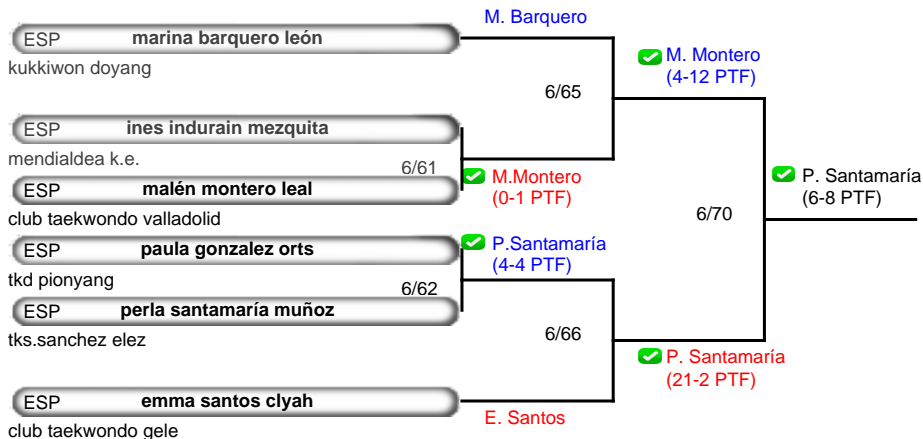 M. Barquero
ESP marina barquero león
kukkiwon doyang
M. Montero
(4-12 PTF)
6/65
ESP ines indurain mezquita
mendialdea k.e.
6/61
M.Montero
(0-1 PTF)
ESP malén montero leal
club taekwondo valladolid
P. Santamaría
(6-8 PTF)
6/70
ESP paula gonzalez orts
tkd pionyang
P.Santamaría
(4-4 PTF)
6/62
ESP perla santamaría muñoz
tks.sanchez elez
6/66
P. Santamaría
(21-2 PTF)
ESP emma santos clyah
club taekwondo gele
E. Santos